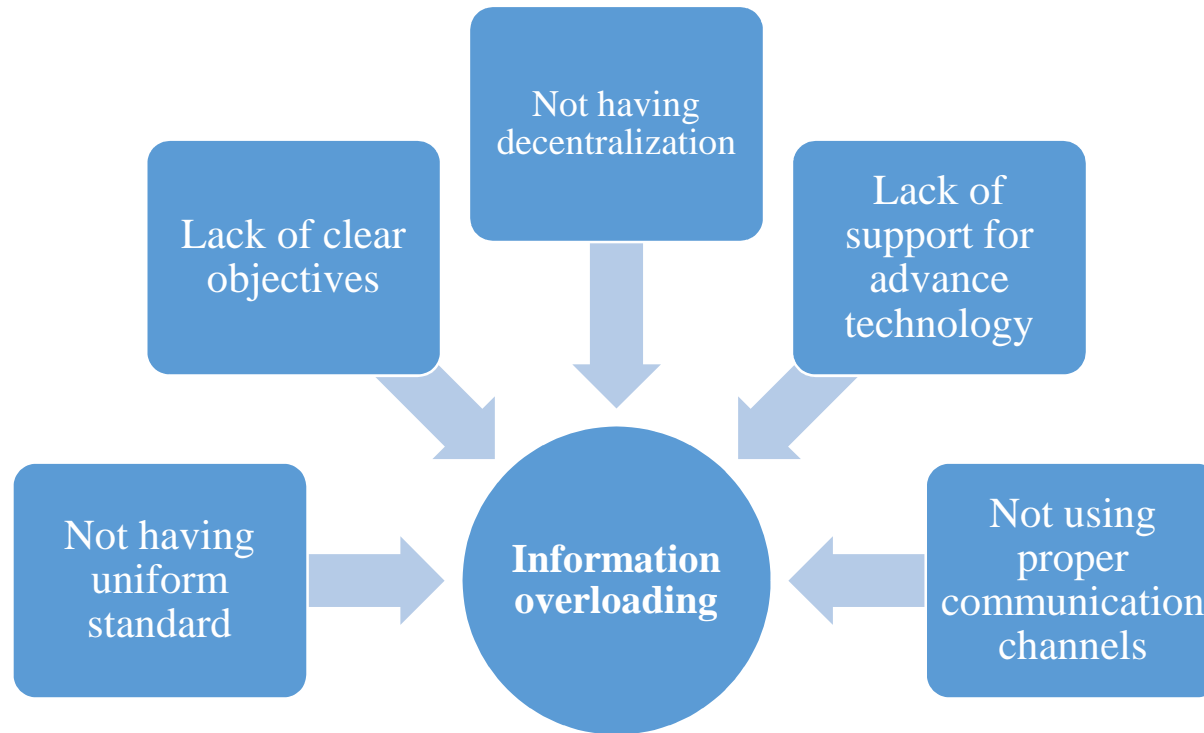 Not having
decentralization
Lack of clear
objectives
Lack of
support for
advance
technology
Not having
uniform
standard
Information
overloading
Not using
proper
communication
channels